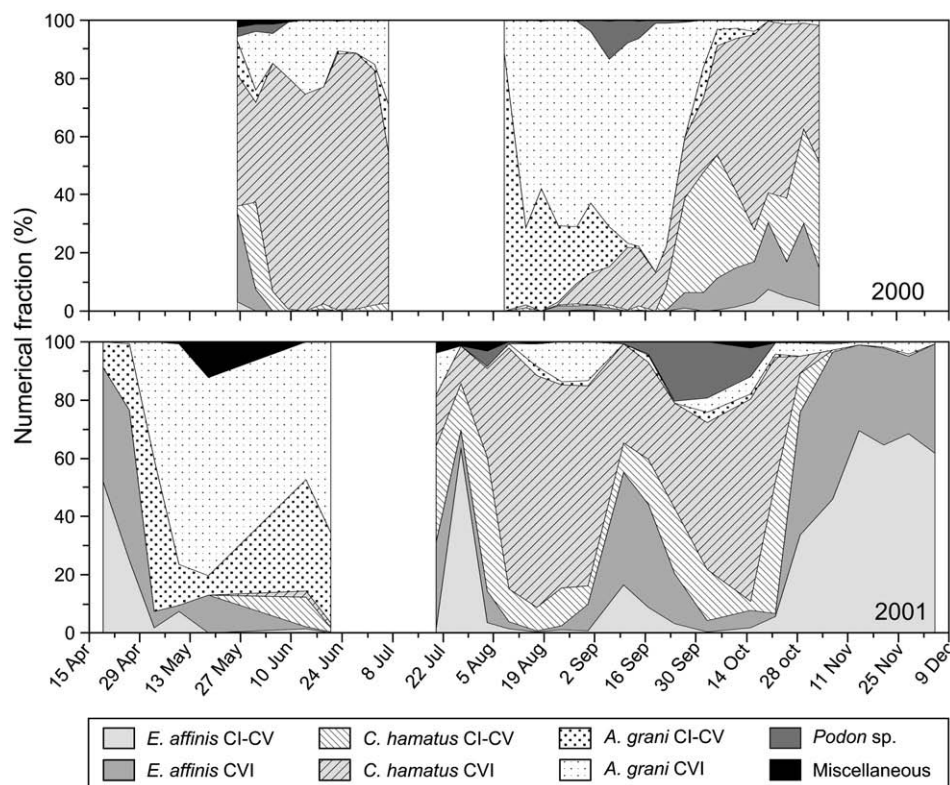 Numerical fraction (%)
100
80
60
40
20
0
2000
100
80
60
40
20
0
2001
15 Apr
29 Apr
13 May
27 May
10 Jun
24 Jun
8 Jul
22 Jul
5 Aug
19 Aug
2 Sep
16 Sep
30 Sep
14 Oct
28 Oct
11 Nov
25 Nov
9 Dec
E. affinis CI-CV
C. hamatus CI-CV
A. grani CI-CV
Podon sp.
E. affinis CVI
C. hamatus CVI
A. grani CVI
Miscellaneous